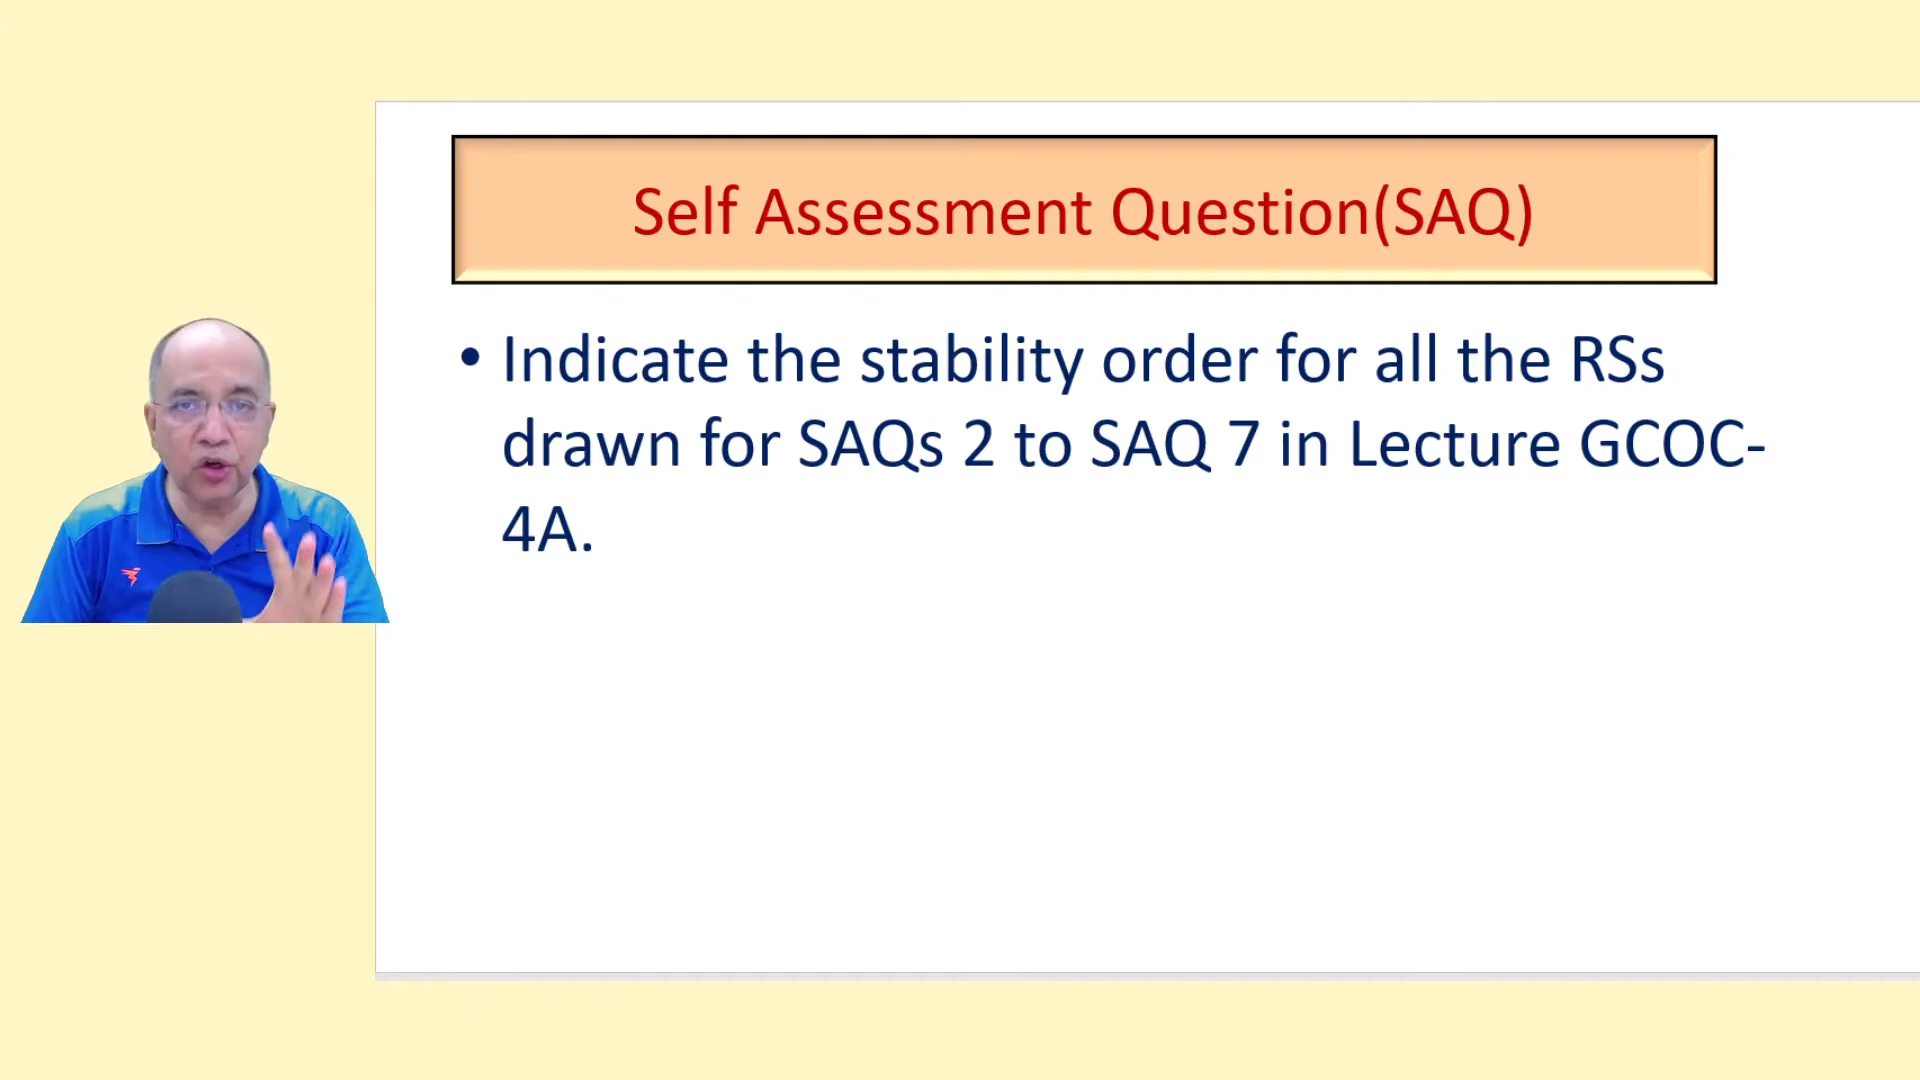 Self Assessment Question(SAQ)
• Indicate the stability order for all the RSs
drawn for SAQs 2 to SAQ 7 in Lecture GCOC-
4A.